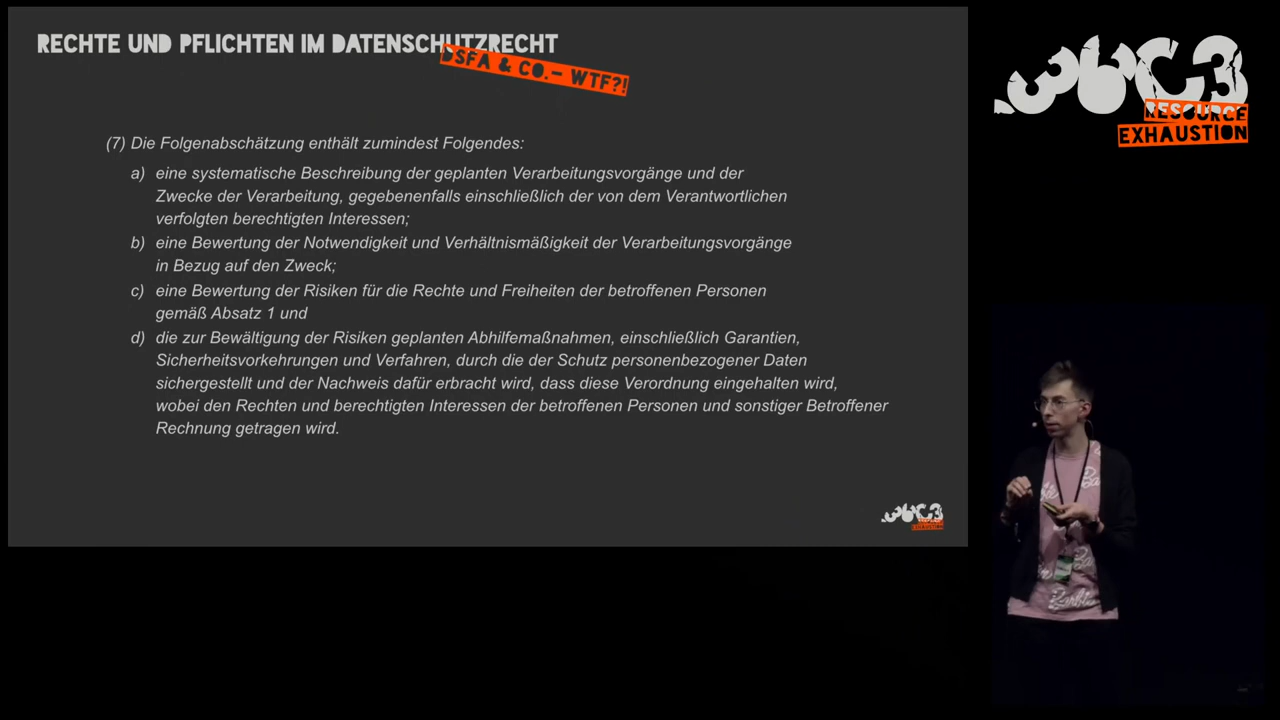 RECHTE UND PFLICHTEN IM DATENSCHUTZRECHT
DSFA & CO.– WTF?!
(7) Die Folgenabschätzung enthält zumindest Folgendes:
a) eine systematische Beschreibung der geplanten Verarbeitungsvorgänge und der
Zwecke der Verarbeitung, gegebenenfalls einschließlich der von dem Verantwortlichen
verfolgten berechtigten Interessen;
b) eine Bewertung der Notwendigkeit und Verhältnismäßigkeit der Verarbeitungsvorgänge
in Bezug auf den Zweck;
c) eine Bewertung der Risiken für die Rechte und Freiheiten der betroffenen Personen
gemäß Absatz 1 und
d) die zur Bewältigung der Risiken geplanten Abhilfemaßnahmen, einschließlich Garantien,
Sicherheitsvorkehrungen und Verfahren, durch die der Schutz personenbezogener Daten
sichergestellt und der Nachweis dafür erbracht wird, dass diese Verordnung eingehalten wird,
wobei den Rechten und berechtigten Interessen der betroffenen Personen und sonstiger Betroffener
Rechnung getragen wird.
36C3
EXHAUSTION
36C3
RESOURCE
EXHAUSTION
Barbie